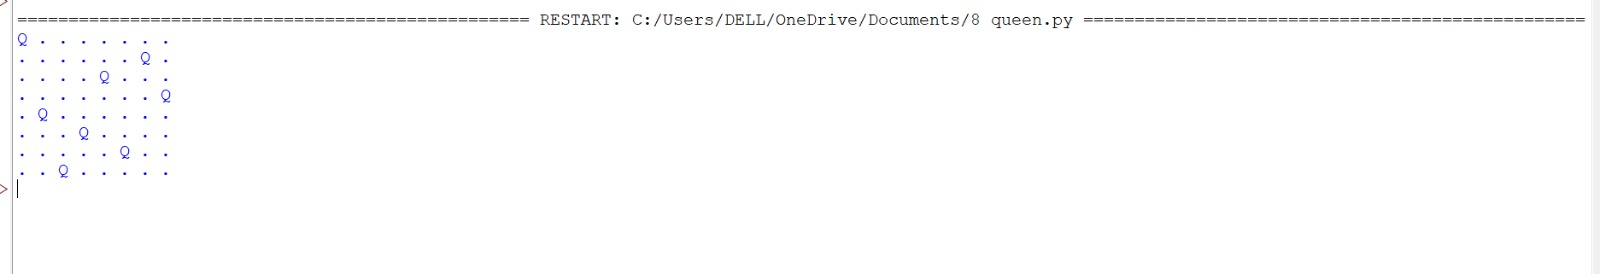 ================================================== RESTART: C:/Users/DELL/OneDrive/Documents/8 queen.py =================================================
Q . . . . . . .
. . . . . . Q .
. . . . Q . . .
. . . . . . . Q
. Q . . . . . .
. . . Q . . . .
. . . . . Q . .
. . Q . . . . .
>